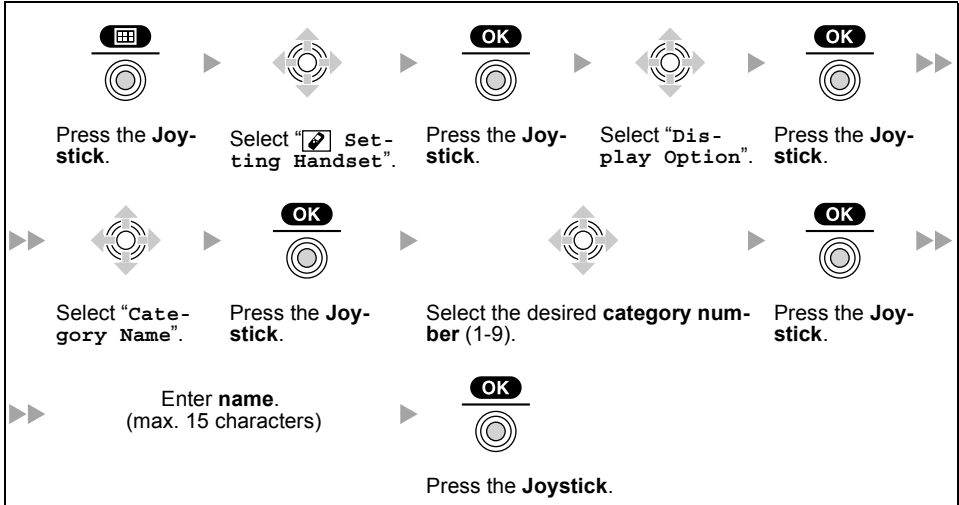 OK OK
Press the Joy-
stick.
Select " Set-
ting Handset".
Press the Joy-
stick.
Select "Dis-
play Option".
Press the Joy-
stick.
OK OK
Select "Cate-
gory Name".
Press the Joy-
stick.
Select the desired category num-
ber (1-9).
Press the Joy-
stick.
OK
Enter name.
(max. 15 characters)
Press the Joystick.